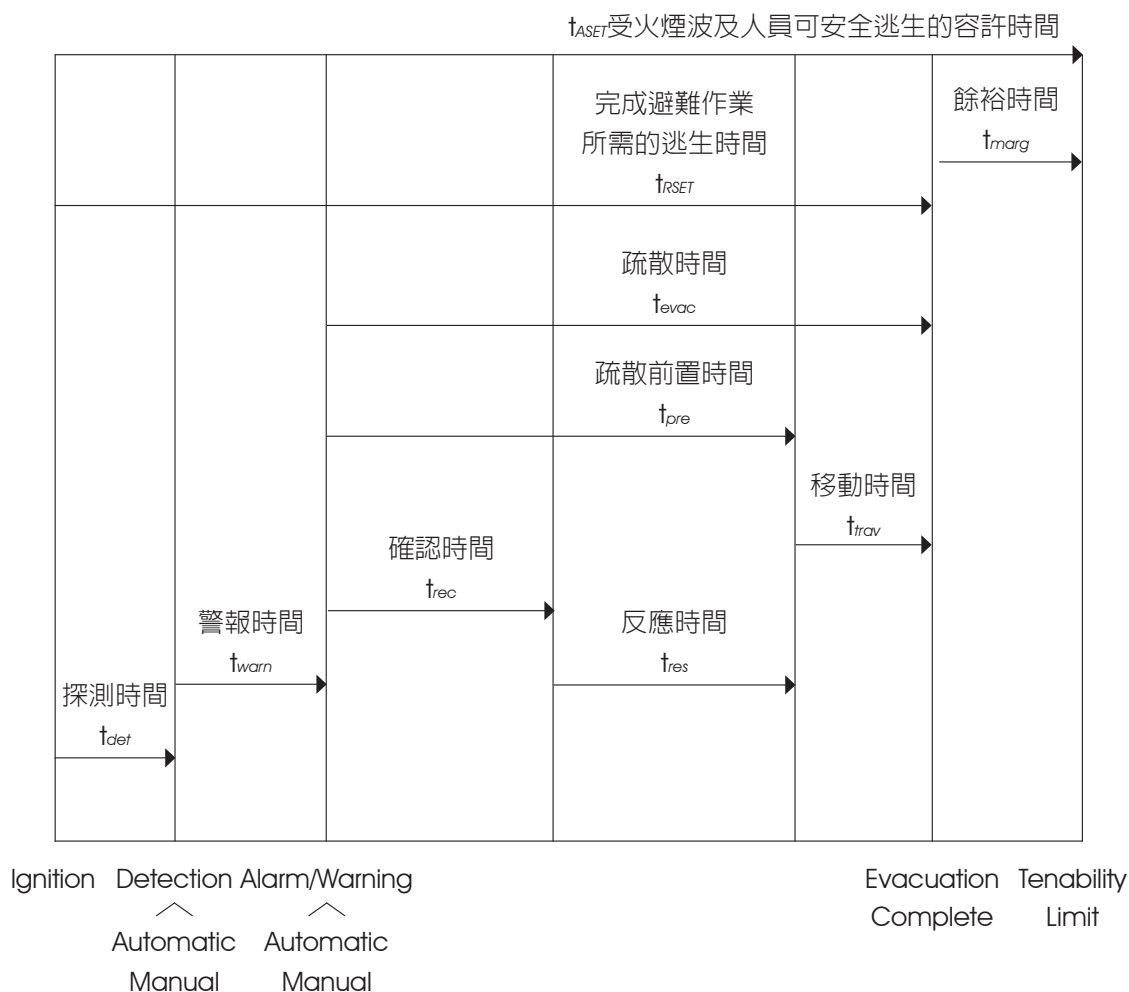 tASET受火煙波及人員可安全逃生的容許時間
完成避難作業
所需的逃生時間
tRSET
餘裕時間
tmarg
疏散時間
tevac
疏散前置時間
tpre
移動時間
ttrav
確認時間
trec
警報時間
twarn
反應時間
tres
探測時間
tdet
Ignition Detection Alarm/Warning Evacuation Tenability
Complete Limit
Automatic Automatic
Manual Manual